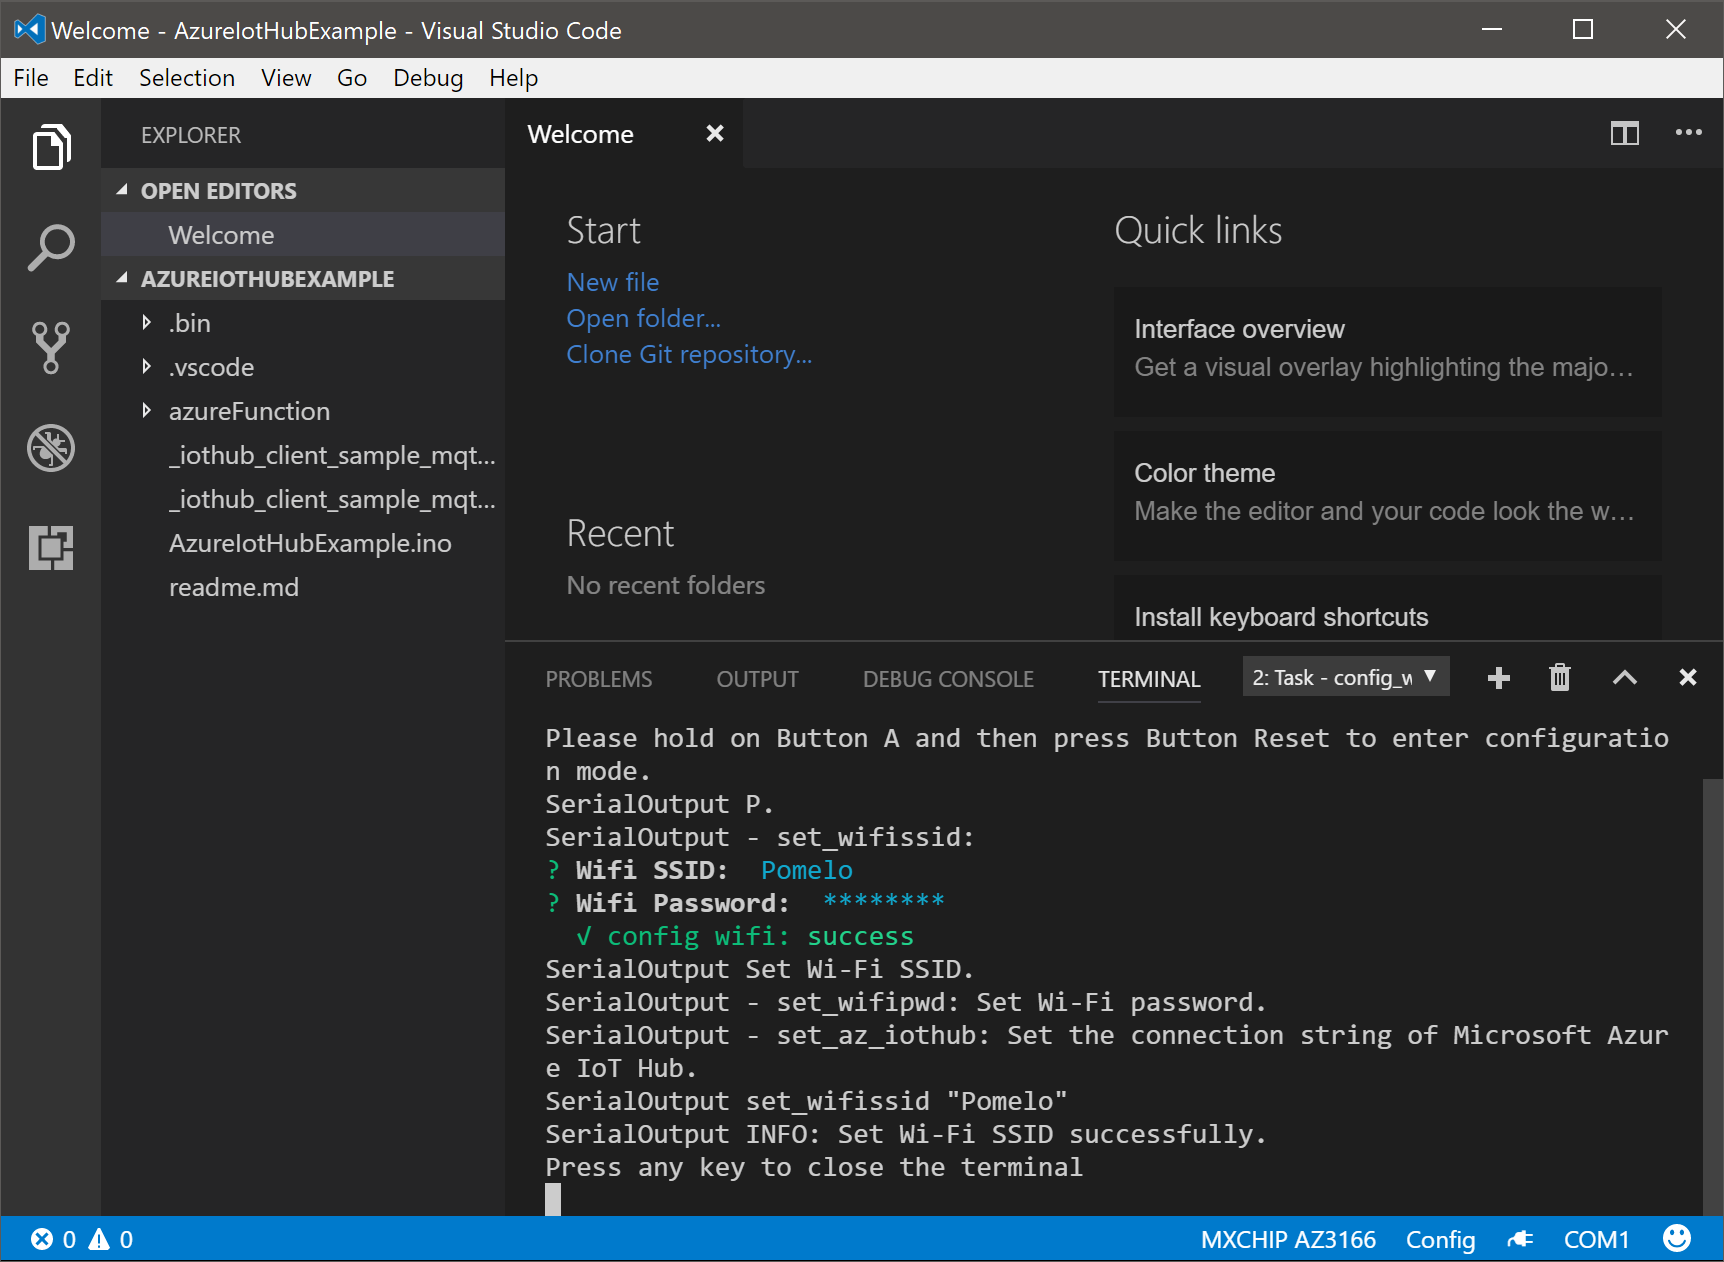 Welcome - AzureIotHubExample - Visual Studio Code
File Edit Selection View Go Debug Help
EXPLORER
OPEN EDITORS
Welcome
AZUREIOTHUBEXAMPLE
.bin
.vscode
azureFunction
_iothub_client_sample_mqt...
_iothub_client_sample_mqt...
AzureIotHubExample.ino
readme.md
Welcome
Start
New file
Open folder...
Clone Git repository...
Recent
No recent folders
Quick links
Interface overview
Get a visual overlay highlighting the majo...
Color theme
Make the editor and your code look the w...
Install keyboard shortcuts
PROBLEMS OUTPUT DEBUG CONSOLE TERMINAL 2: Task - config_w
Please hold on Button A and then press Button Reset to enter configuratio
n mode.
SerialOutput P.
SerialOutput - set_wifissid:
? Wifi SSID: Pomelo
? Wifi Password: ********
√ config wifi: success
SerialOutput Set Wi-Fi SSID.
SerialOutput - set_wifipwd: Set Wi-Fi password.
SerialOutput - set_az_iothub: Set the connection string of Microsoft Azur
e IoT Hub.
SerialOutput set_wifissid "Pomelo"
SerialOutput INFO: Set Wi-Fi SSID successfully.
Press any key to close the terminal
0 0 MXCHIP AZ3166 Config COM1